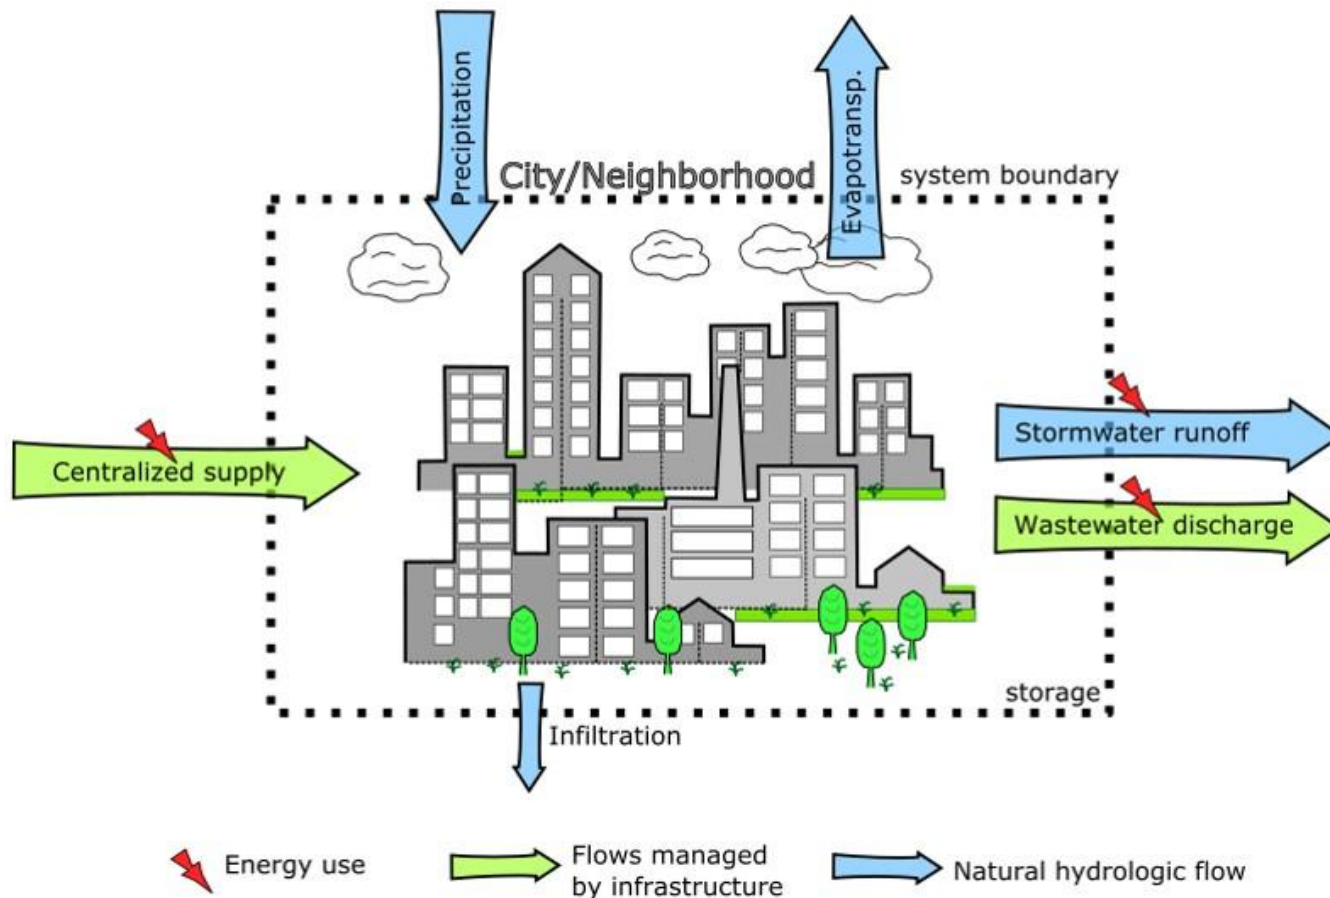 Precipitation
Evapotransp.
City/Neighborhood
system boundary
Centralized supply
Stormwater runoff
Wastewater discharge
storage
Infiltration
Energy use
Flows managed
by infrastructure
Natural hydrologic flow